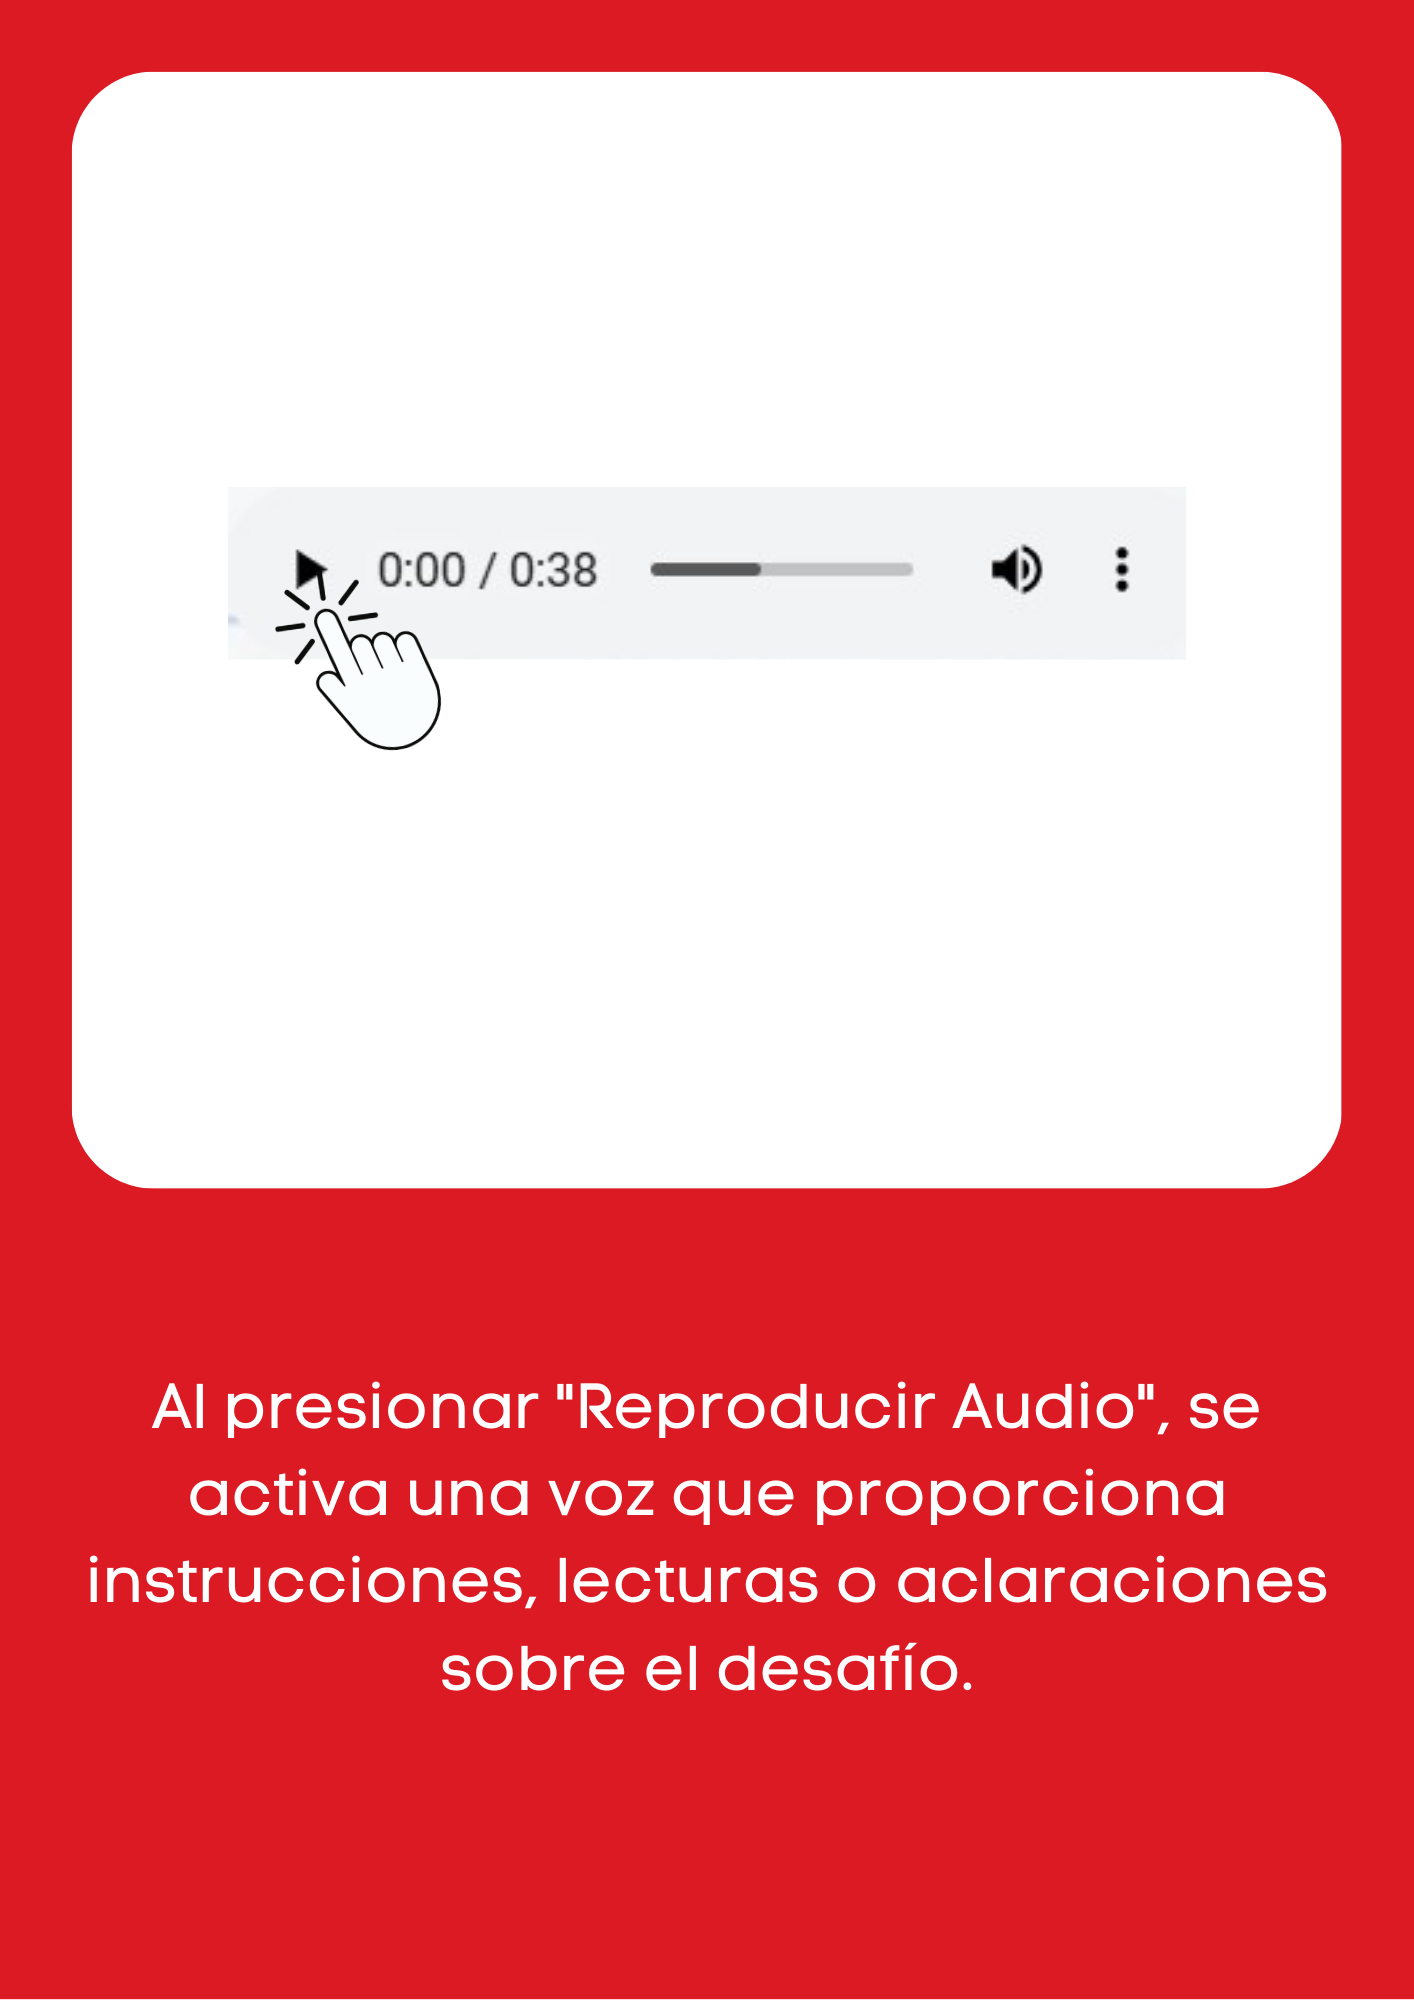 0:00 / 0:38
Al presionar "Reproducir Audio", se
activa una voz que proporciona
instrucciones, lecturas o aclaraciones
sobre el desafío.